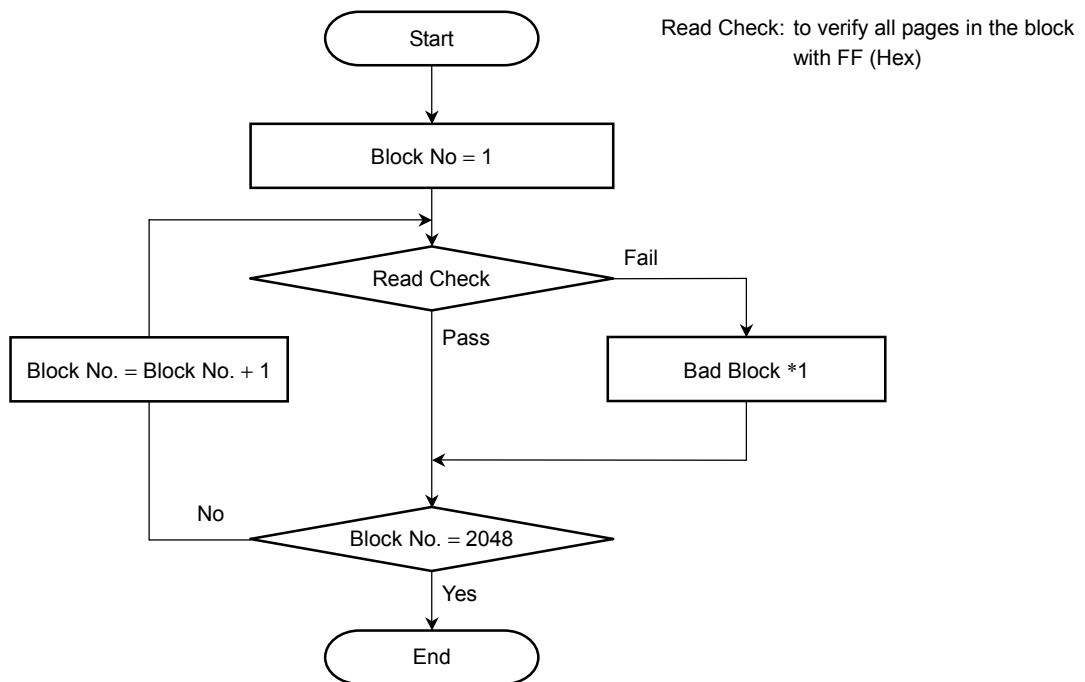 Start
Read Check: to verify all pages in the block
with FF (Hex)
Block No = 1
Read Check
Fail
Pass
Block No. = Block No. + 1
Bad Block *1
No
Block No. = 2048
Yes
End